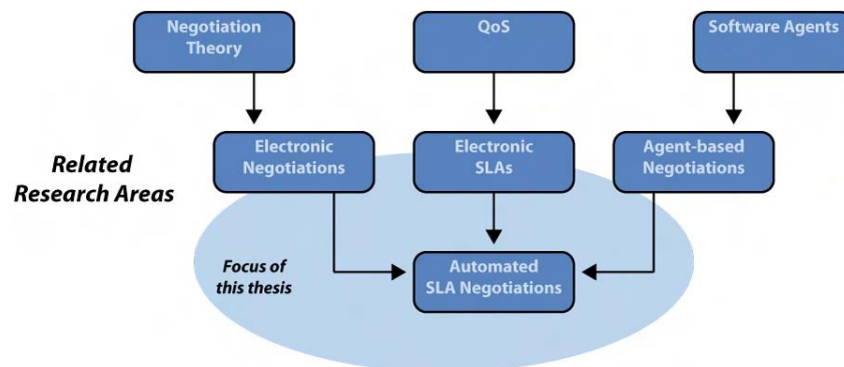 Negotiation
Theory
QoS
Software Agents
Electronic
Negotiations
Electronic
SLAs
Agent-based
Negotiations
Related
Research Areas
Focus of
this thesis
Automated
SLA Negotiations